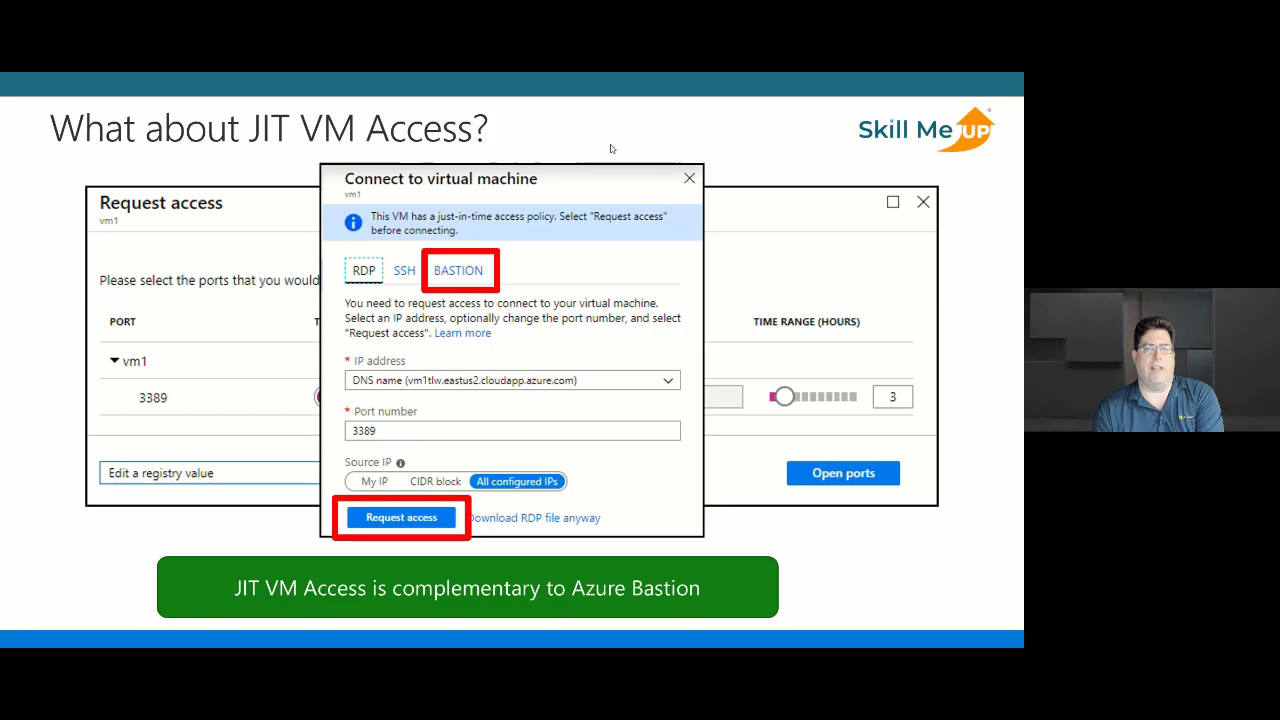 What about JIT VM Access?
Skill Me UP
Request access
vm1
Please select the ports that you would
PORT
TIME RANGE (HOURS)
vm1
3389
3
Edit a registry value
Open ports
Connect to virtual machine
vm1
This VM has a just-in-time access policy. Select "Request access"
before connecting.
RDP SSH BASTION
You need to request access to connect to your virtual machine.
Select an IP address, optionally change the port number, and select
"Request access". Learn more
* IP address
DNS name (vm1tlw.eastus2.cloudapp.azure.com)
* Port number
3389
Source IP
My IP CIDR block All configured IPs
Request access Download RDP file anyway
JIT VM Access is complementary to Azure Bastion